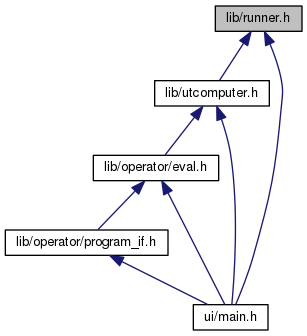 lib/runner.h
lib/utcomputer.h
lib/operator/eval.h
lib/operator/program_if.h
ui/main.h